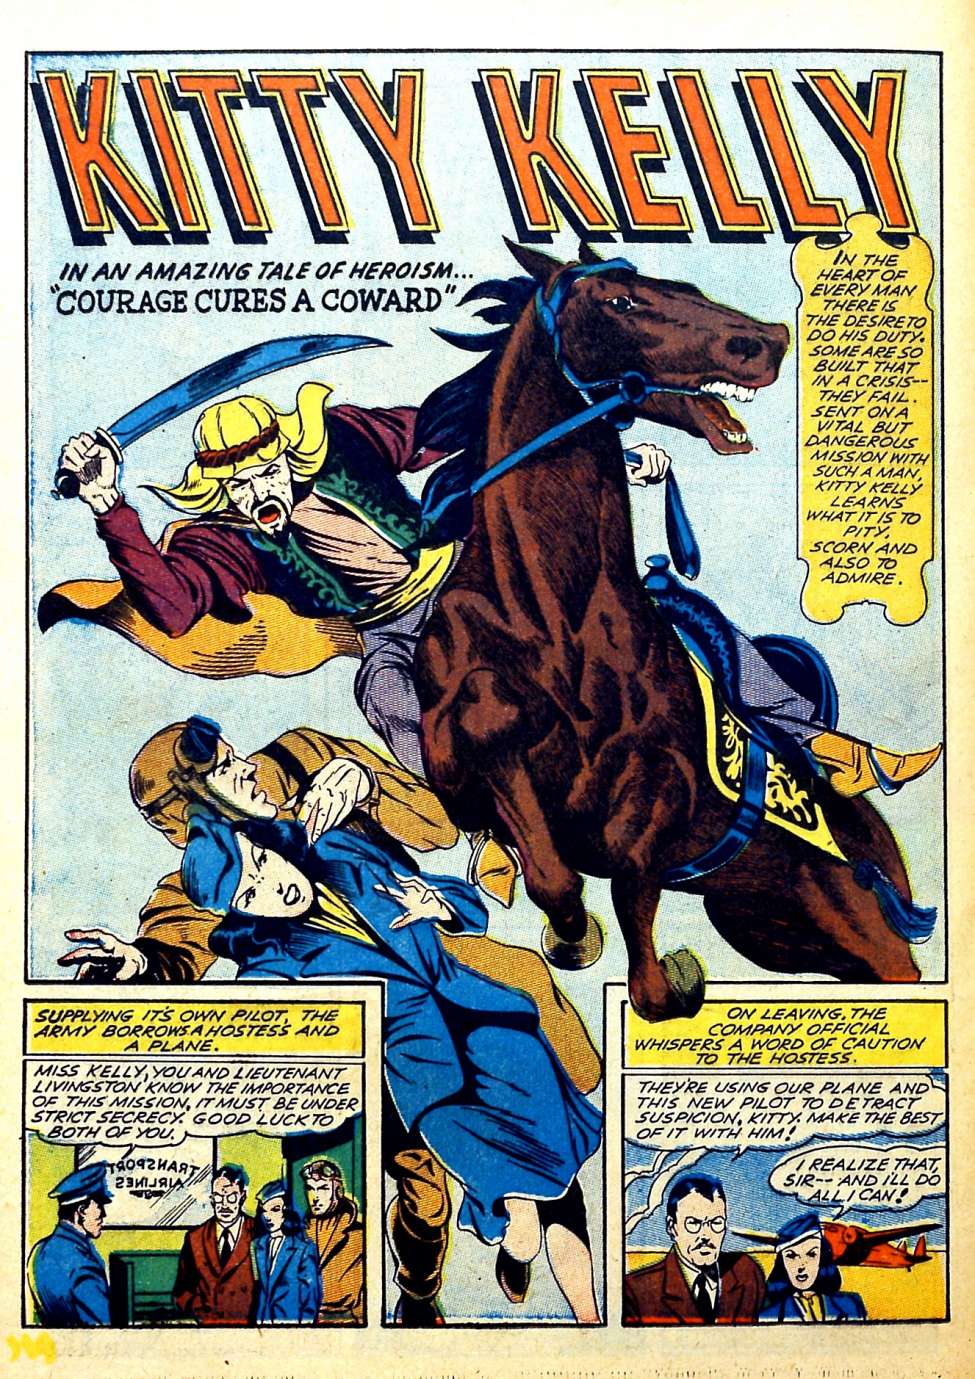 KITTY KELLY
IN AN AMAZING TALE OF HEROISM...
"COURAGE CURES A COWARD"
IN THE
HEART OF
EVERY MAN
THERE IS
THE DESIRE TO
DO HIS DUTY.
SOME ARE SO
BUILT THAT
IN A CRISIS--
THEY FAIL.
SENT ON A
VITAL BUT
DANGEROUS
MISSION WITH
SUCH A MAN,
KITTY KELLY
LEARNS
WHAT IT IS TO
PITY,
SCORN AND
ALSO TO
ADMIRE.
SUPPLYING IT'S OWN PILOT, THE
ARMY BORROWS A HOSTESS AND
A PLANE.
MISS KELLY, YOU AND LIEUTENANT
LIVINGSTON KNOW THE IMPORTANCE
OF THIS MISSION, IT MUST BE UNDER
STRICT SECRECY. GOOD LUCK TO
BOTH OF YOU.
TRANSPORT
AIRLINES
ON LEAVING, THE
COMPANY OFFICIAL
WHISPERS A WORD OF CAUTION
TO THE HOSTESS.
THEY'RE USING OUR PLANE AND
THIS NEW PILOT TO DETRACT
SUSPICION, KITTY. MAKE THE BEST
OF IT WITH HIM!
I REALIZE THAT,
SIR-- AND I'LL DO
ALL I CAN!